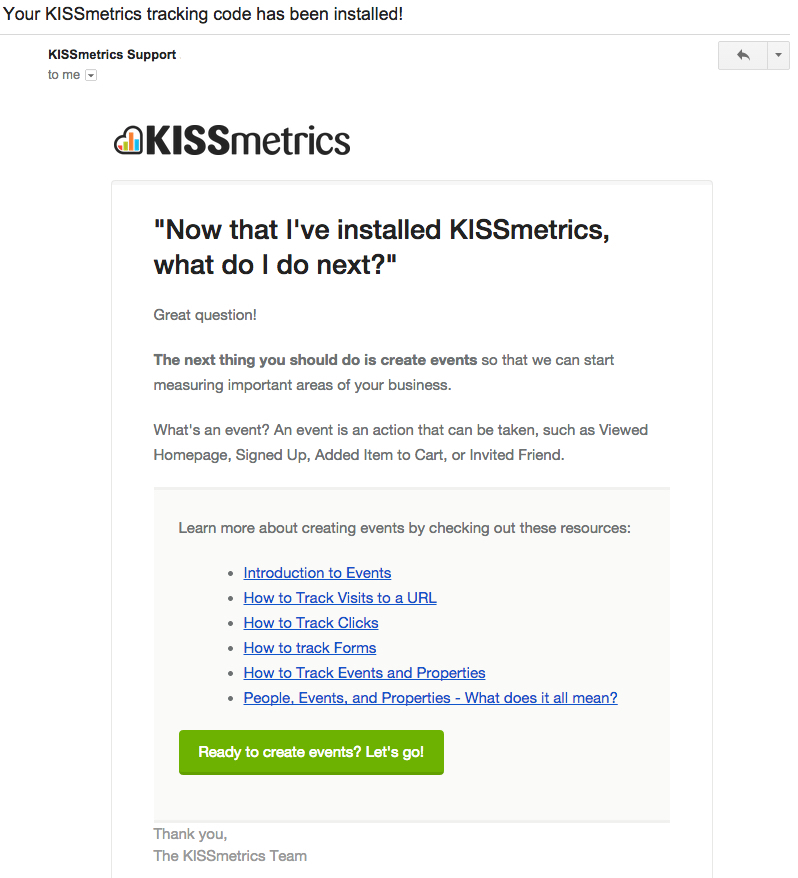 Your KISSmetrics tracking code has been installed!
KISSmetrics Support
to me
KISSmetrics
"Now that I've installed KISSmetrics,
what do I do next?"
Great question!
The next thing you should do is create events so that we can start
measuring important areas of your business.
What's an event? An event is an action that can be taken, such as Viewed
Homepage, Signed Up, Added Item to Cart, or Invited Friend.
Learn more about creating events by checking out these resources:
• Introduction to Events
• How to Track Visits to a URL
• How to Track Clicks
• How to track Forms
• How to Track Events and Properties
• People, Events, and Properties - What does it all mean?
Ready to create events? Let's go!
Thank you,
The KISSmetrics Team